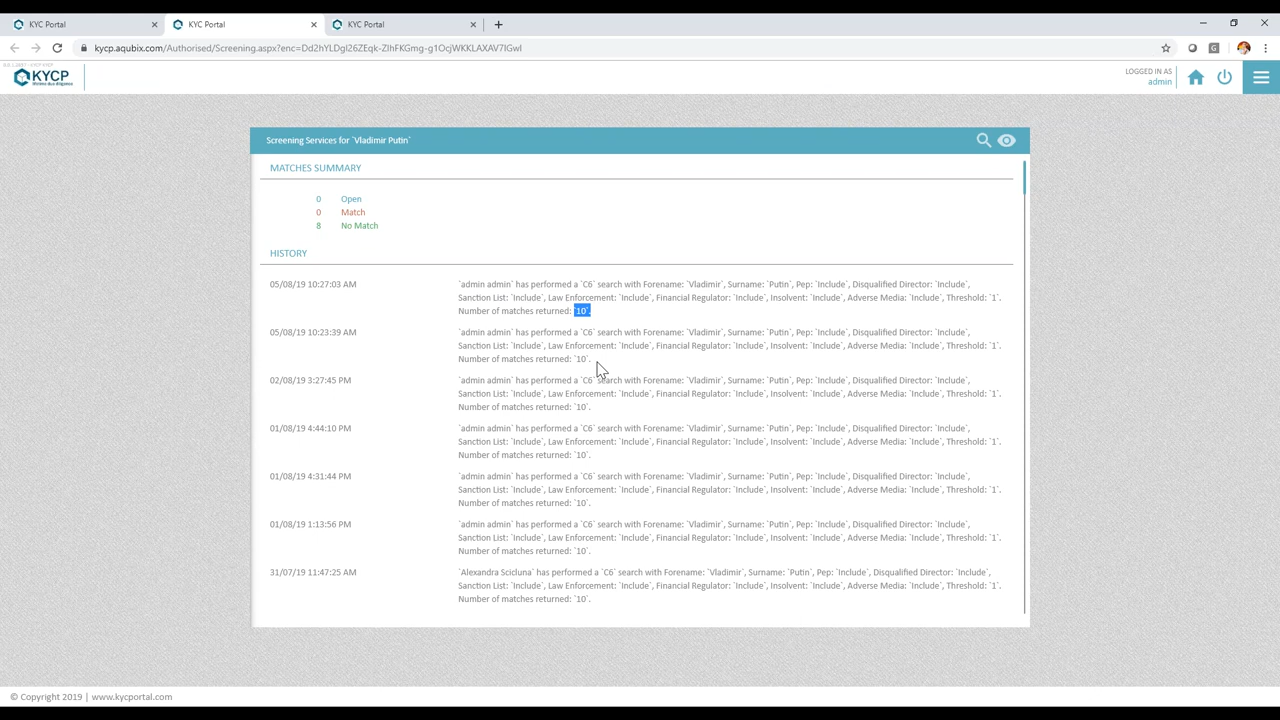 KYC Portal
KYC Portal
KYC Portal
kycp.aqubix.com/Authorised/Screening.aspx?enc=Dd2hYLDgl26ZEqk-ZlhFKGmg-g1OcjWKKLAXAV7lGwI
KYCP
LOGGED IN AS
admin
Screening Services for `Vladimir Putin`
MATCHES SUMMARY
0 Open
0 Match
8 No Match
HISTORY
05/08/19 10:27:03 AM `admin admin` has performed a `C6` search with Forename: `Vladimir`, Surname: `Putin`, Pep: `Include`, Disqualified Director: `Include`,
Sanction List: `Include`, Law Enforcement: `Include`, Financial Regulator: `Include`, Insolvent: `Include`, Adverse Media: `Include`, Threshold: `1`.
Number of matches returned: `10`.
05/08/19 10:23:39 AM `admin admin` has performed a `C6` search with Forename: `Vladimir`, Surname: `Putin`, Pep: `Include`, Disqualified Director: `Include`,
Sanction List: `Include`, Law Enforcement: `Include`, Financial Regulator: `Include`, Insolvent: `Include`, Adverse Media: `Include`, Threshold: `1`.
Number of matches returned: `10`.
02/08/19 3:27:45 PM `admin admin` has performed a `C6` search with Forename: `Vladimir`, Surname: `Putin`, Pep: `Include`, Disqualified Director: `Include`,
Sanction List: `Include`, Law Enforcement: `Include`, Financial Regulator: `Include`, Insolvent: `Include`, Adverse Media: `Include`, Threshold: `1`.
Number of matches returned: `10`.
01/08/19 4:44:10 PM `admin admin` has performed a `C6` search with Forename: `Vladimir`, Surname: `Putin`, Pep: `Include`, Disqualified Director: `Include`,
Sanction List: `Include`, Law Enforcement: `Include`, Financial Regulator: `Include`, Insolvent: `Include`, Adverse Media: `Include`, Threshold: `1`.
Number of matches returned: `10`.
01/08/19 4:31:44 PM `admin admin` has performed a `C6` search with Forename: `Vladimir`, Surname: `Putin`, Pep: `Include`, Disqualified Director: `Include`,
Sanction List: `Include`, Law Enforcement: `Include`, Financial Regulator: `Include`, Insolvent: `Include`, Adverse Media: `Include`, Threshold: `1`.
Number of matches returned: `10`.
01/08/19 1:13:56 PM `admin admin` has performed a `C6` search with Forename: `Vladimir`, Surname: `Putin`, Pep: `Include`, Disqualified Director: `Include`,
Sanction List: `Include`, Law Enforcement: `Include`, Financial Regulator: `Include`, Insolvent: `Include`, Adverse Media: `Include`, Threshold: `1`.
Number of matches returned: `10`.
31/07/19 11:47:25 AM `Alexandra Scicluna` has performed a `C6` search with Forename: `Vladimir`, Surname: `Putin`, Pep: `Include`, Disqualified Director: `Include`,
Sanction List: `Include`, Law Enforcement: `Include`, Financial Regulator: `Include`, Insolvent: `Include`, Adverse Media: `Include`, Threshold: `1`.
Number of matches returned: `10`.
© Copyright 2019 | www.kycportal.com